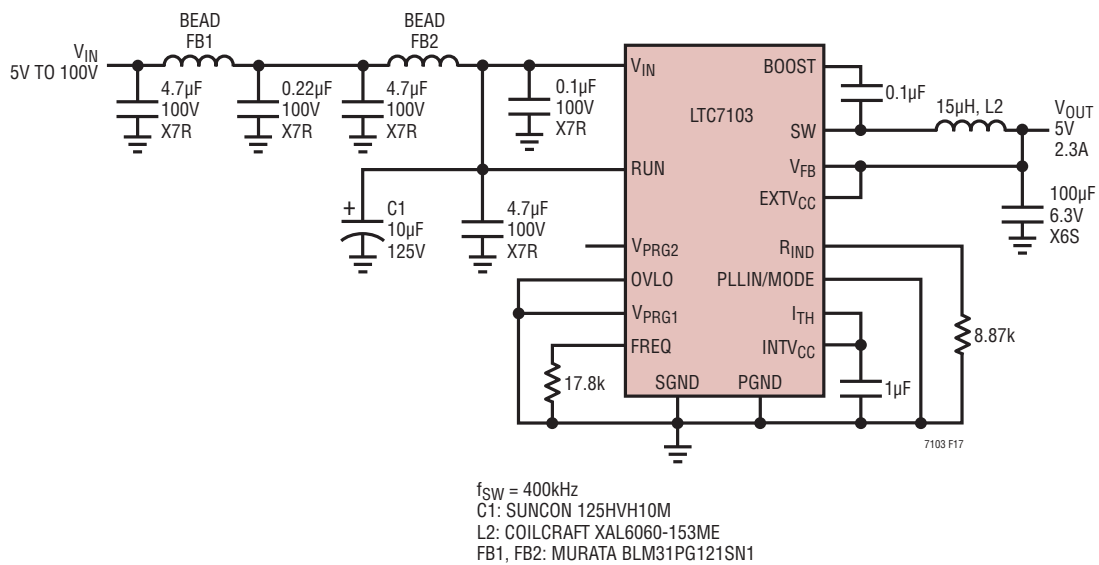 BEAD
FB1
BEAD
FB2
VIN
5V TO 100V
4.7µF
100V
X7R
0.22µF
100V
X7R
4.7µF
100V
X7R
0.1µF
100V
X7R
+
C1
10µF
125V
4.7µF
100V
X7R
VIN
RUN
VPRG2
OVLO
VPRG1
FREQ
17.8k
LTC7103
SGND
PGND
BOOST
SW
VFB
EXTVCC
RIND
PLLIN/MODE
ITH
INTVCC
0.1µF
15µH, L2
VOUT
5V
2.3A
100µF
6.3V
X6S
8.87k
1µF
7103 F17
fSW = 400kHz
C1: SUNCON 125HVH10M
L2: COILCRAFT XAL6060-153ME
FB1, FB2: MURATA BLM31PG121SN1